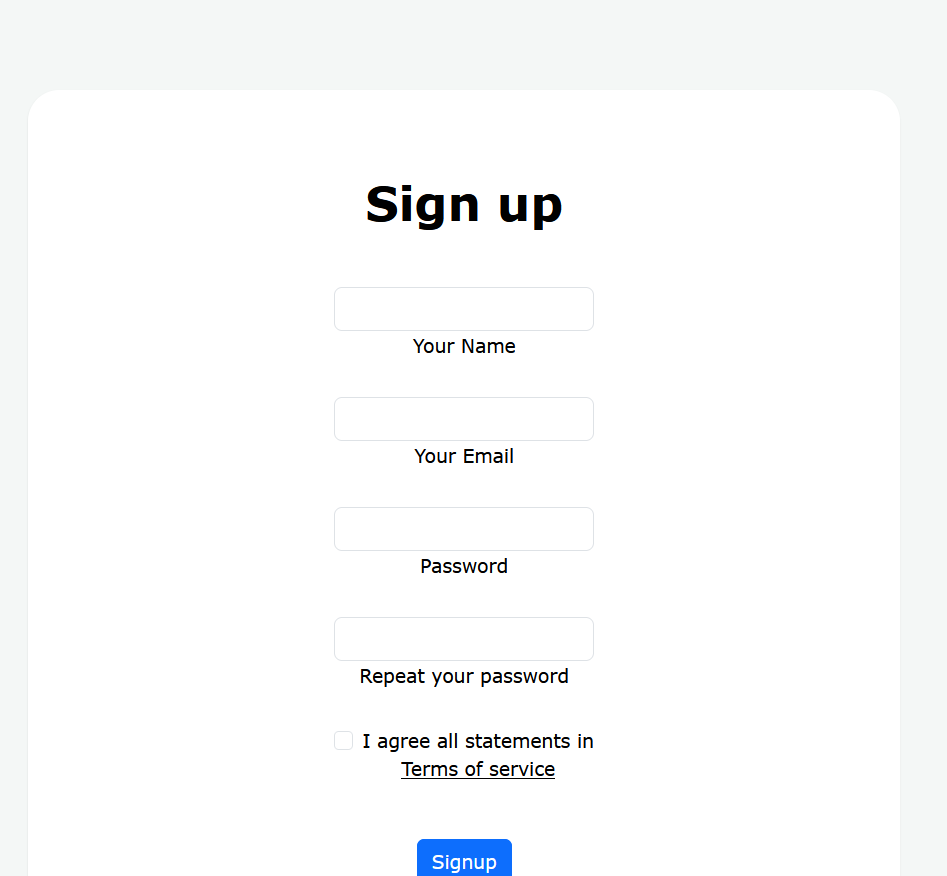 Sign up
Your Name
Your Email
Password
Repeat your password
I agree all statements in
Terms of service
Signup